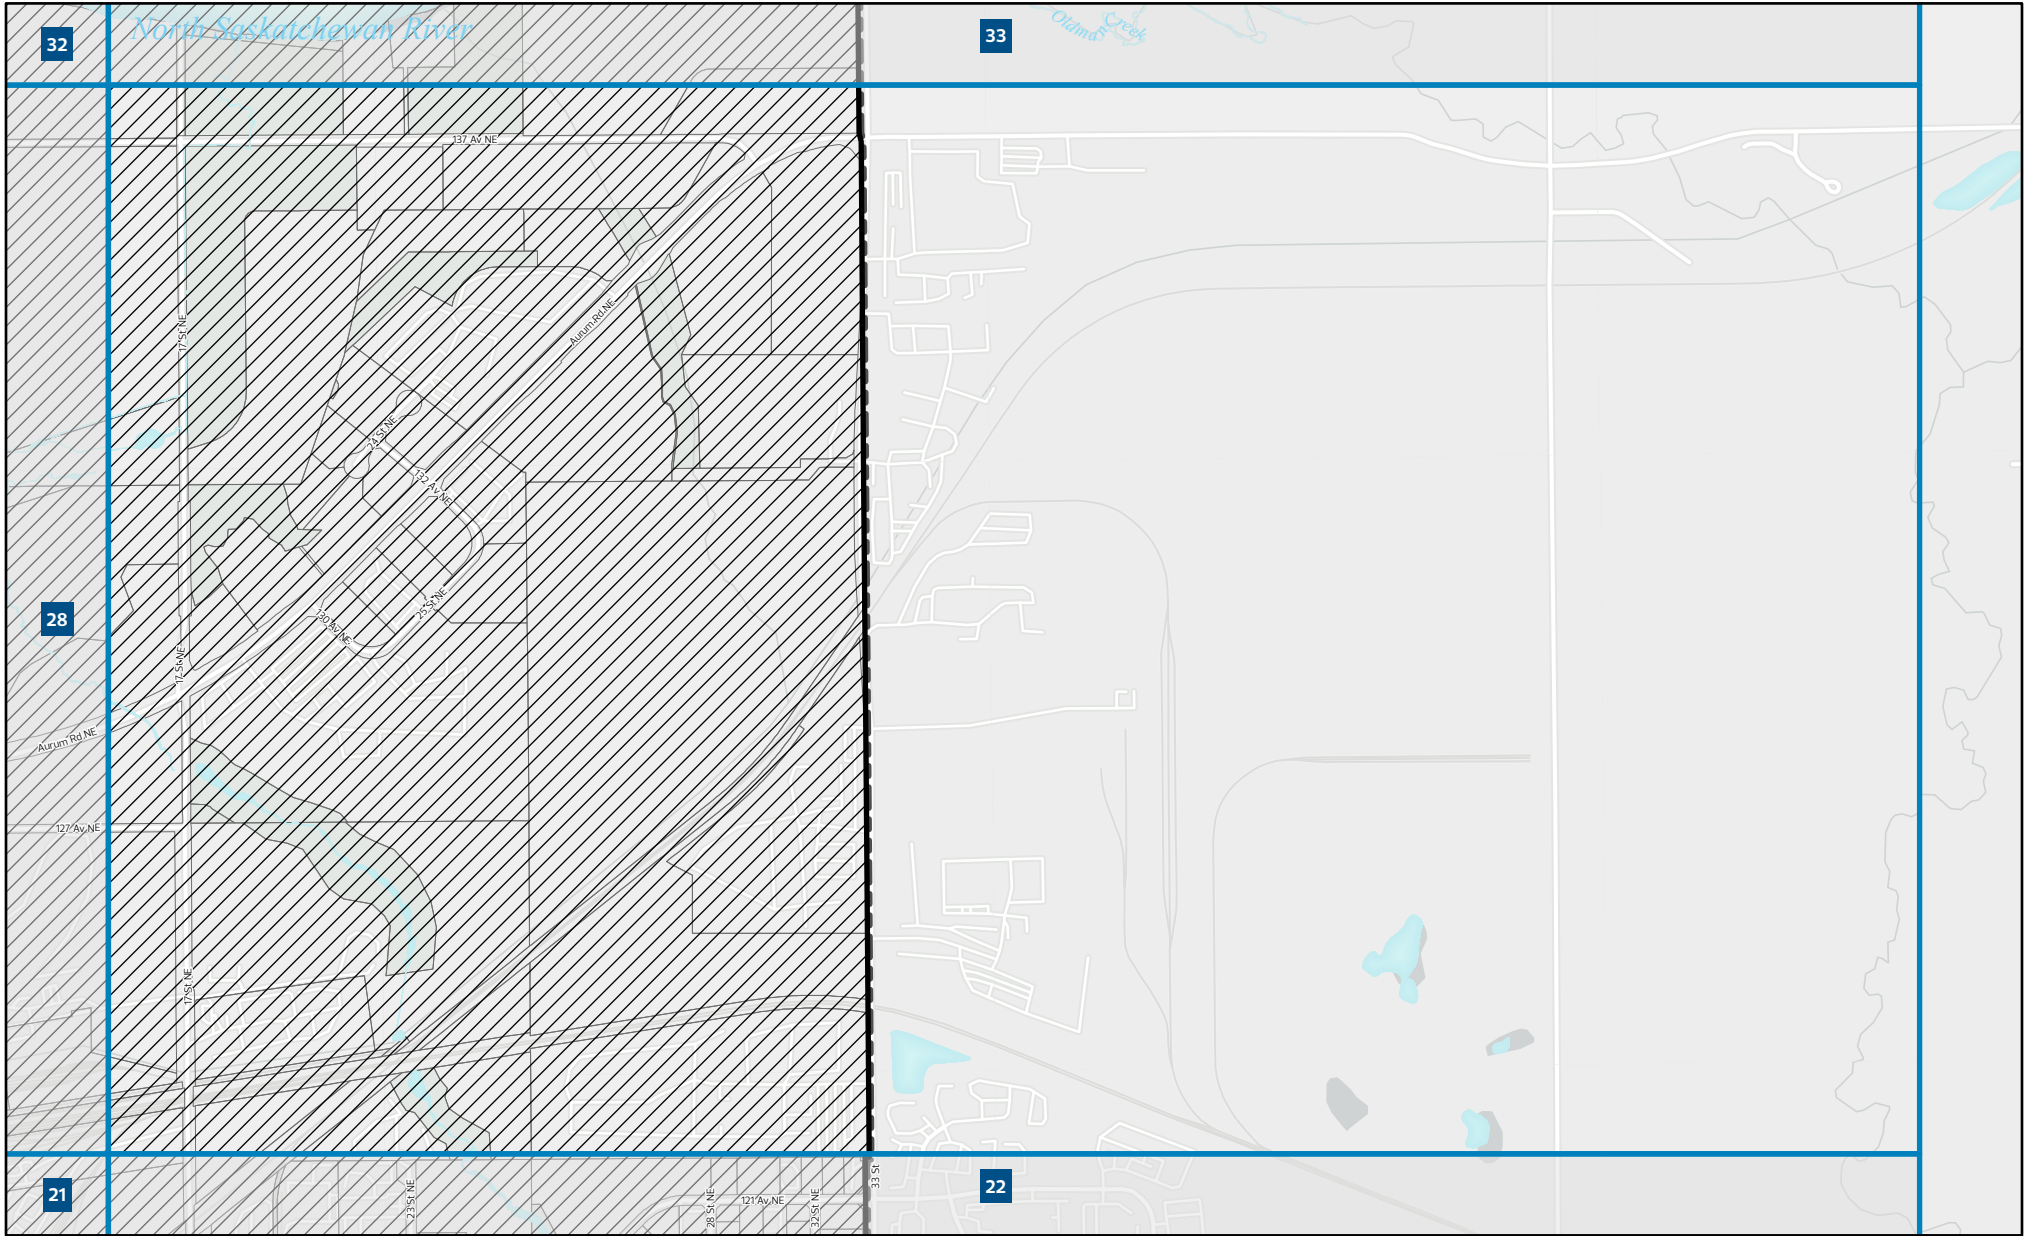 North Saskatchewan River
Oldman Creek
32
33
137 Av NE
17 St NE
Aurum Rd NE
24 St NE
132 Av NE
28
25 St NE
130 Av NE
17 St NE
Aurum Rd NE
127 Av NE
17 St NE
21
22
33 St
23 St NE
28 St NE
121 Av NE
32 St NE